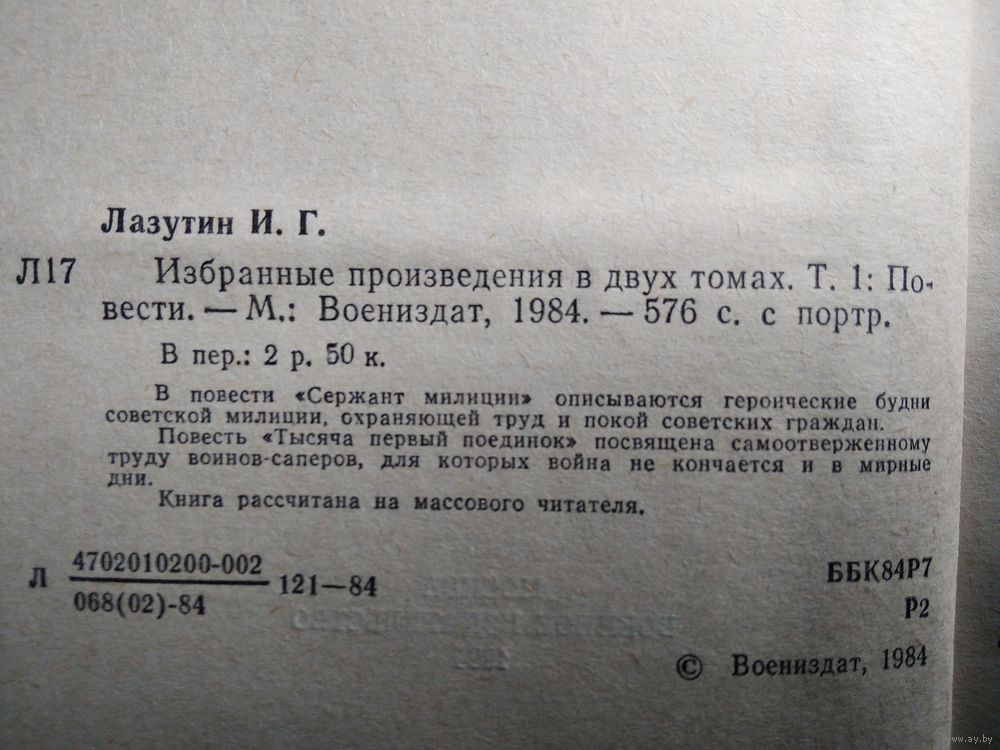 Лазутин И. Г.
Л17 Избранные произведения в двух томах. Т. 1: По-
вести. — М.: Воениздат, 1984. — 576 с. с портр.
В пер.: 2 р. 50 к.
В повести «Сержант милиции» описываются героические будни
советской милиции, охраняющей труд и покой советских граждан.
Повесть «Тысяча первый поединок» посвящена самоотверженному
труду воинов-саперов, для которых война не кончается и в мирные
дни.
Книга рассчитана на массового читателя.
Л 4702010200-002 121—84
068(02)-84
ББК84Р7
Р2
© Воениздат, 1984
www.ay.by